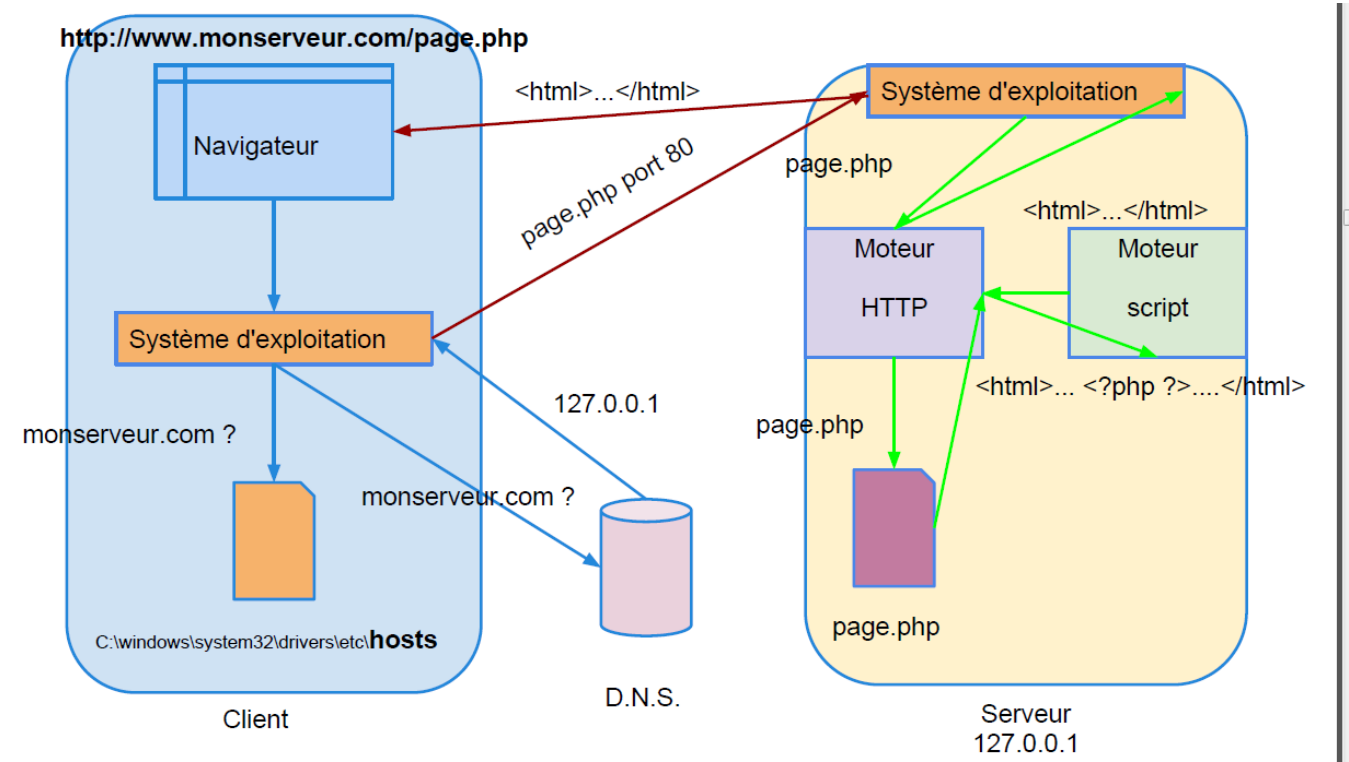 http://www.monserveur.com/page.php
Navigateur
<html>...</html>
Système d'exploitation
page.php port 80
page.php
<html>...</html>
Moteur
HTTP
Moteur
script
Système d'exploitation
127.0.0.1
<html>... <?php ?>....</html>
monserveur.com ?
page.php
monserveur.com ?
page.php
C:\windows\system32\drivers\etc\hosts
D.N.S.
Client
Serveur
127.0.0.1